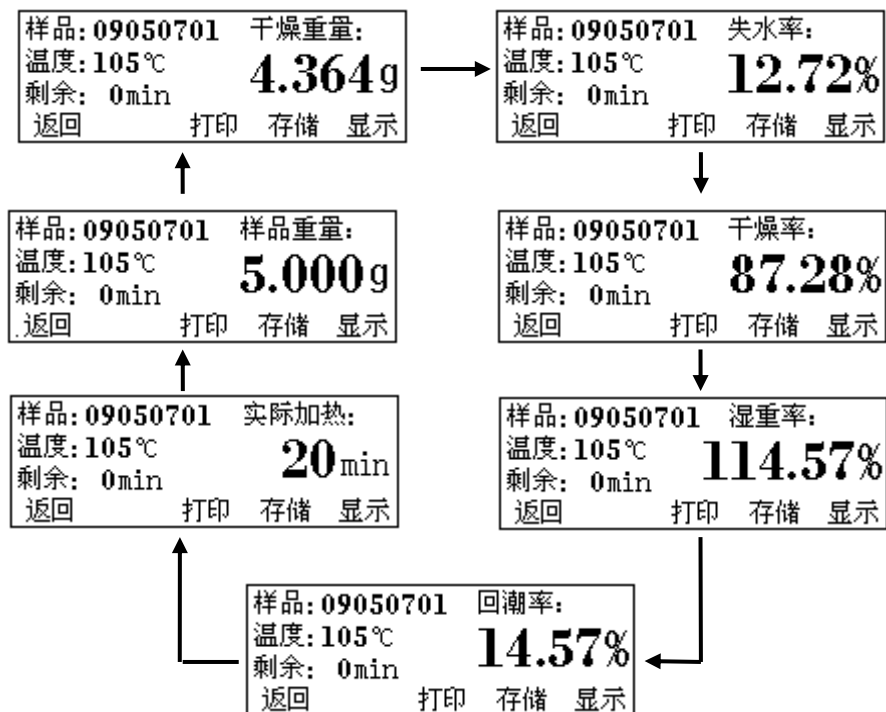 样品:09050701 干燥重量:
温度:105℃
4.364g
剩余: 0min
返回 打印 存储 显示
样品:09050701 失水率:
温度:105℃
12.72%
剩余: 0min
返回 打印 存储 显示
样品:09050701 样品重量:
温度:105℃
5.000g
剩余: 0min
返回 打印 存储 显示
样品:09050701 干燥率:
温度:105℃
87.28%
剩余: 0min
返回 打印 存储 显示
样品:09050701 实际加热:
温度:105℃
20min
剩余: 0min
返回 打印 存储 显示
样品:09050701 湿重率:
温度:105℃
114.57%
剩余: 0min
返回 打印 存储 显示
样品:09050701 回潮率:
温度:105℃
14.57%
剩余: 0min
返回 打印 存储 显示